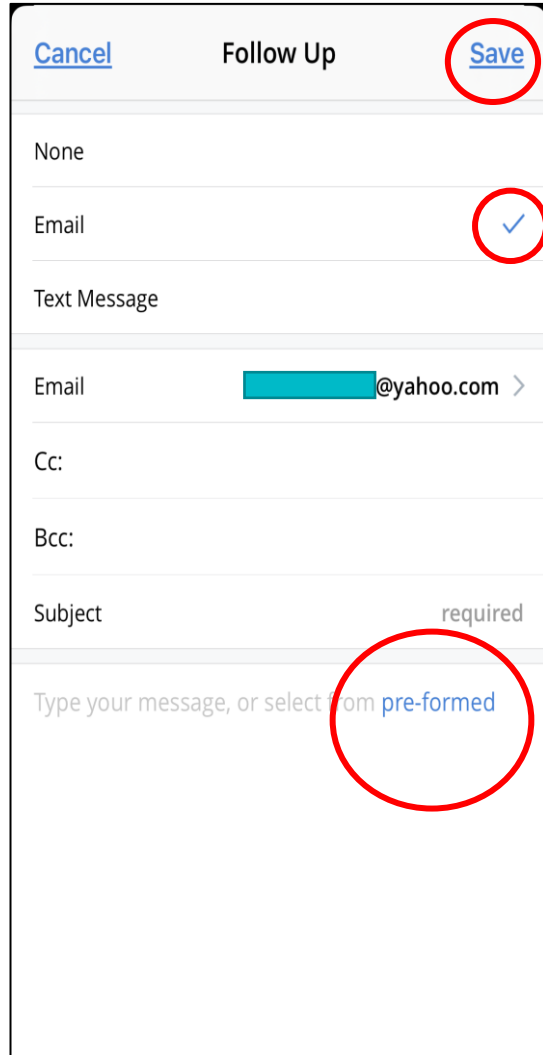 Cancel Follow Up Save
None
Email
Text Message
Email @yahoo.com
Cc:
Bcc:
Subject required
Type your message, or select from pre-formed